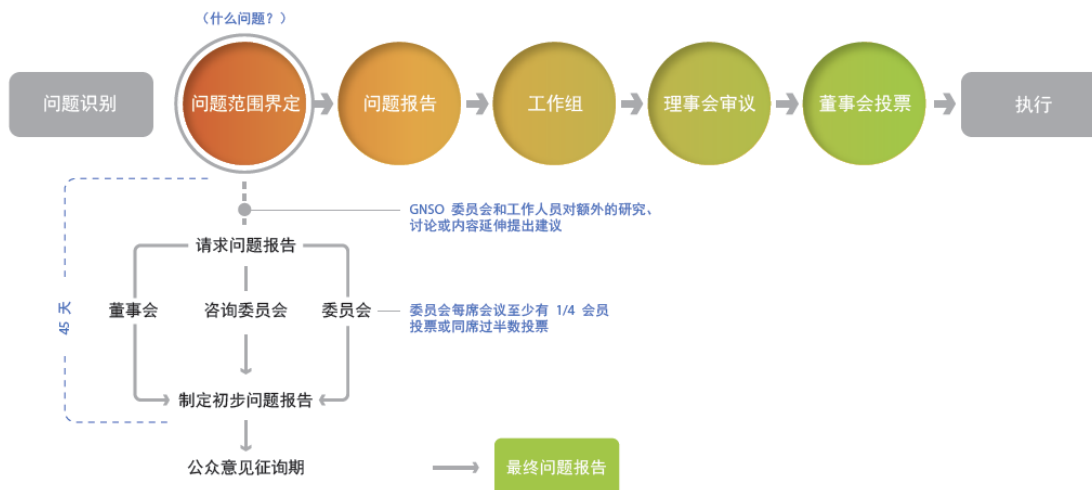 （什么问题？）
问题识别
问题范围界定
问题报告
工作组
理事会审议
董事会投票
执行
GNSO 委员会和工作人员对额外的研究、
讨论或内容延伸提出建议
请求问题报告
45 天
董事会
咨询委员会
委员会
委员会每席会议至少有 1/4 会员
投票或同席过半数投票
制定初步问题报告
公众意见征询期
最终问题报告